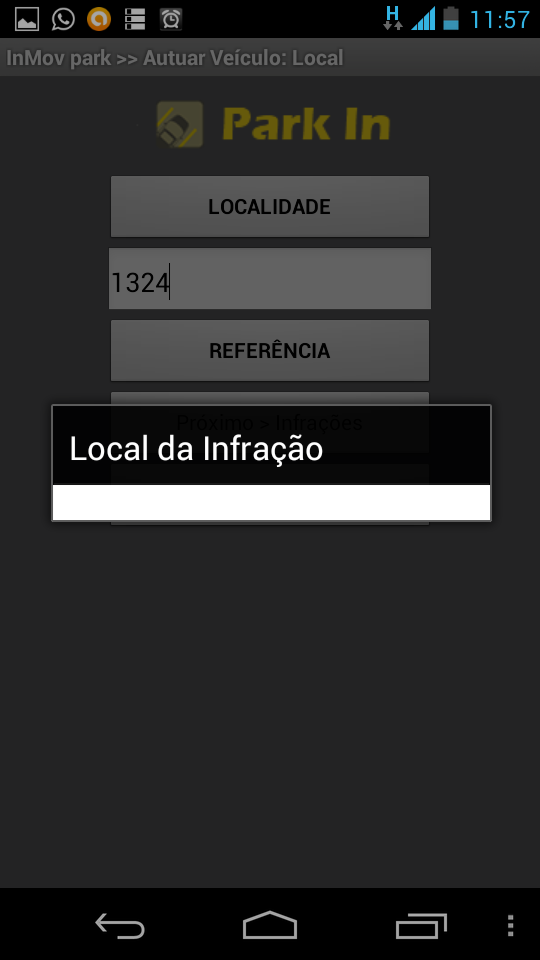 H
11:57
InMov park >> Autuar Veículo: Local
Park In
LOCALIDADE
1324
REFERÊNCIA
Próximo > Infrações
Local da Infração